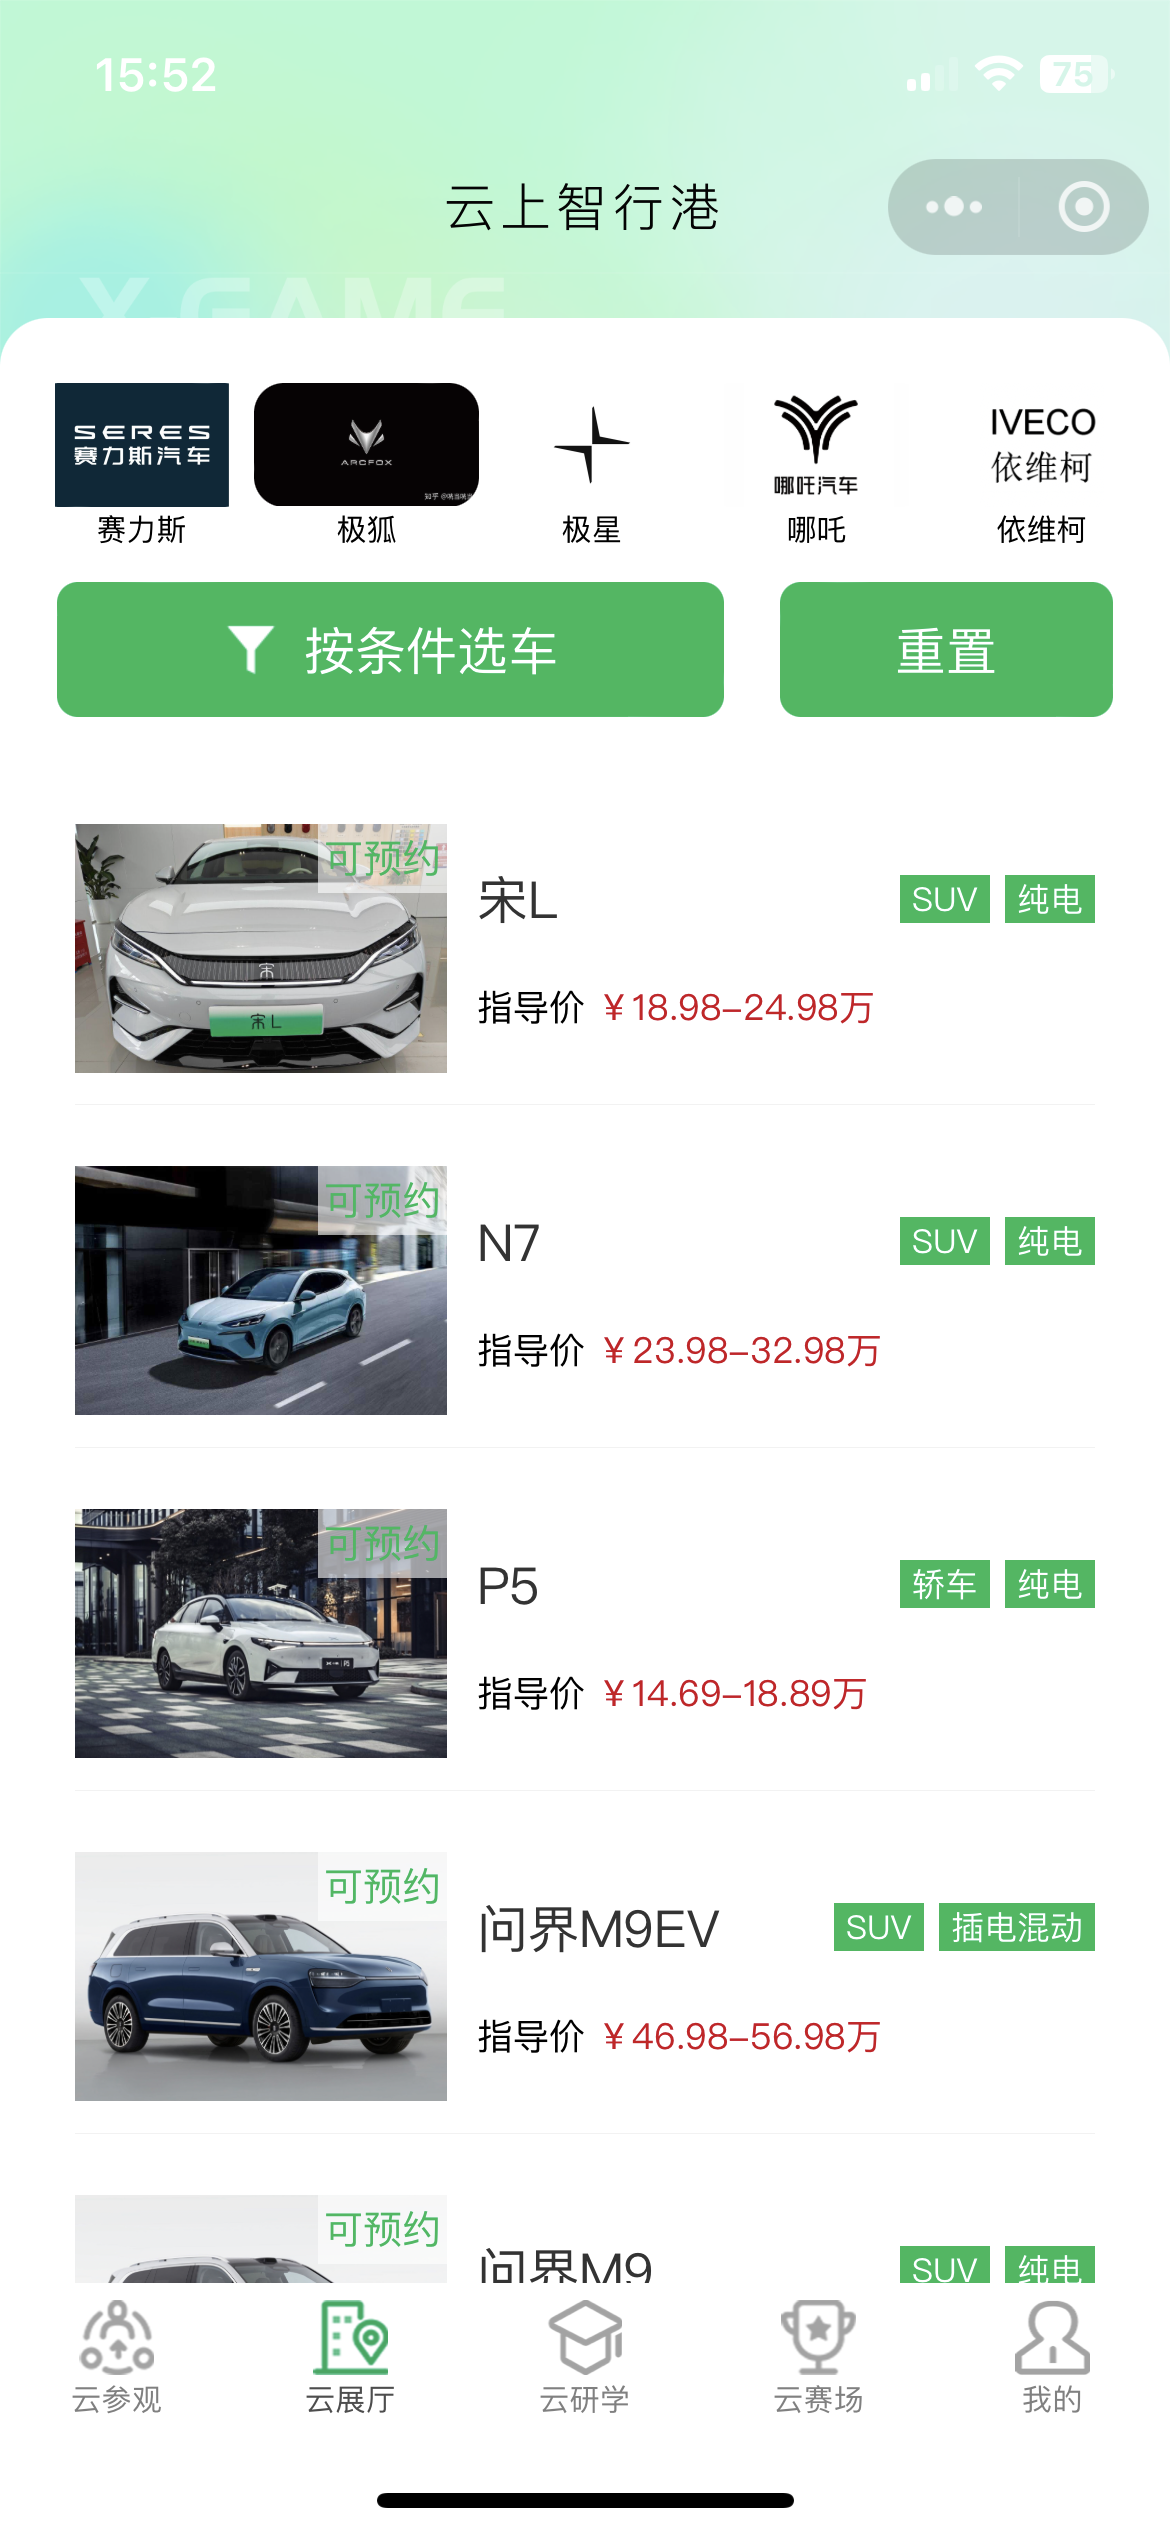 15:52
75
云上智行港
X GAME
SERES
赛力斯汽车
ARCFOX
知乎
哪吒汽车
IVECO
依维柯
赛力斯
极狐
极星
哪吒
依维柯
按条件选车
重置
可预约
宋
宋L
宋L
SUV
纯电
指导价 ¥18.98-24.98万
可预约
N7
SUV
纯电
指导价 ¥23.98-32.98万
可预约
P5
P5
轿车
纯电
指导价 ¥14.69-18.89万
可预约
问界M9EV
SUV
插电混动
指导价 ¥46.98-56.98万
可预约
问界M9
SUV
纯电
云参观
云展厅
云研学
云赛场
我的